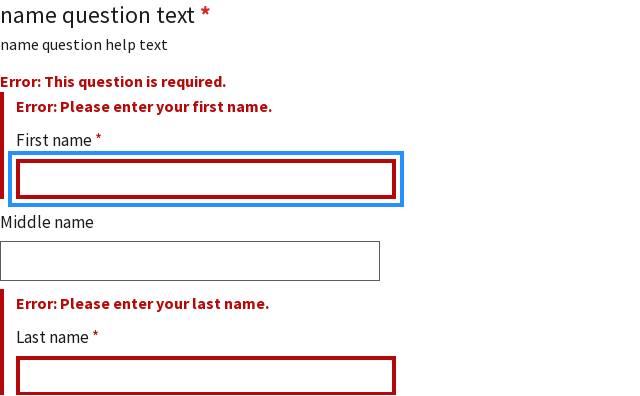 name question text *
name question help text
Error: This question is required.
Error: Please enter your first name.
First name *
Middle name
Error: Please enter your last name.
Last name *